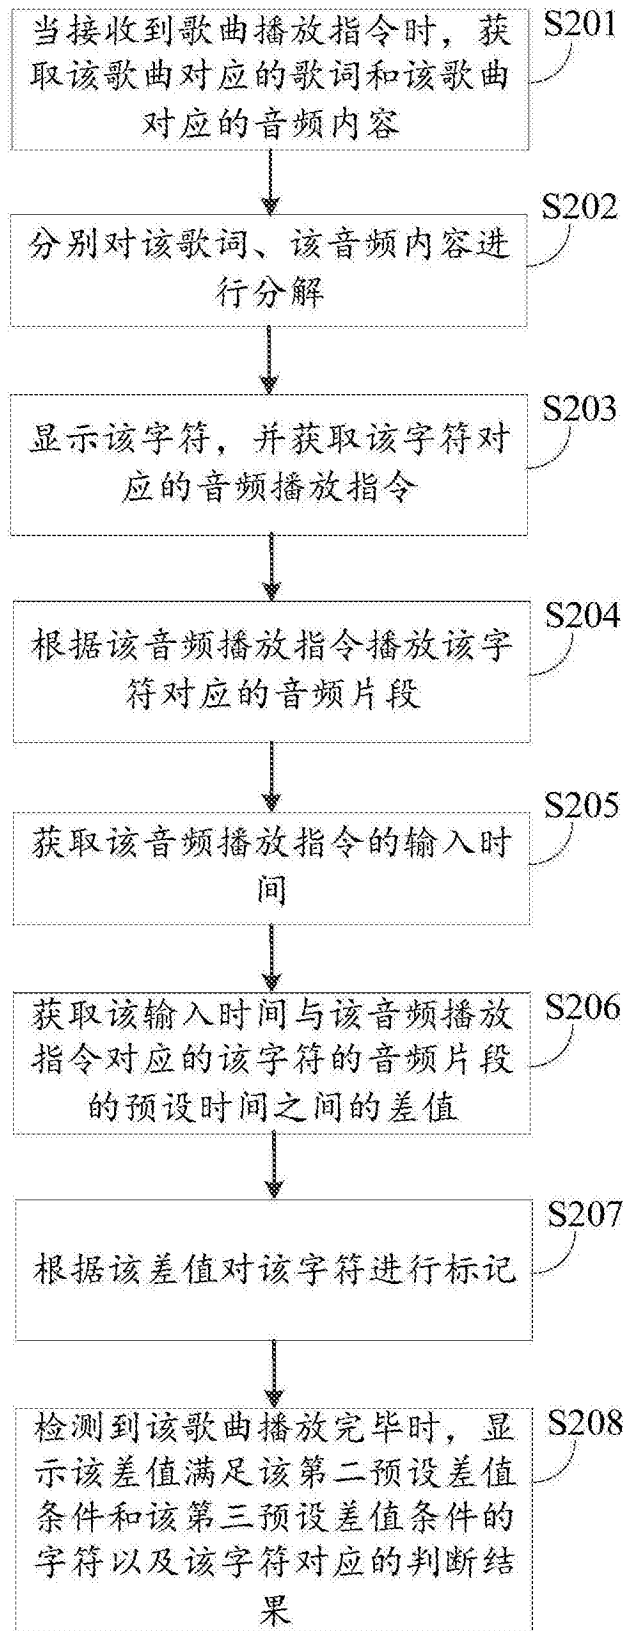 当接收到歌曲播放指令时，获
取该歌曲对应的歌词和该歌曲
对应的音频内容
S201
分别对该歌词、该音频内容进
行分解
S202
显示该字符，并获取该字符对
应的音频播放指令
S203
根据该音频播放指令播放该字
符对应的音频片段
S204
获取该音频播放指令的输入时
间
S205
获取该输入时间与该音频播放
指令对应的该字符的音频片段
的预设时间之间的差值
S206
根据该差值对该字符进行标记
S207
检测到该歌曲播放完毕时，显
示该差值满足该第二预设差值
条件和该第三预设差值条件的
字符以及该字符对应的判断结
果
S208